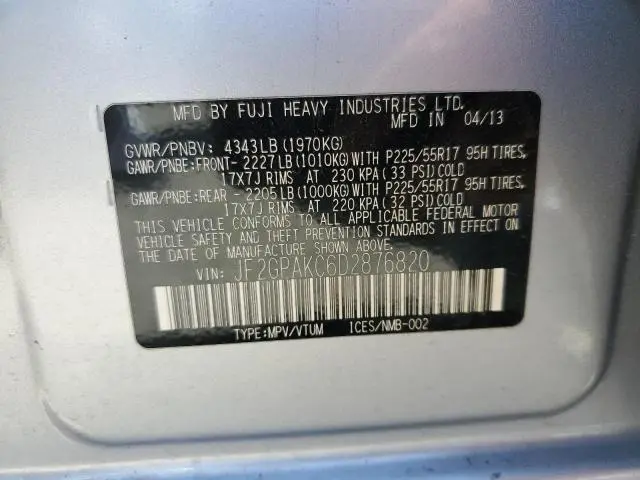 MFD BY FUJI HEAVY INDUSTRIES LTD.
MFD IN 04/13
GVWR/PNBV: 4343LB (1970KG)
GAWR/PNBE:FRONT- 2227LB(1010KG)WITH P225/55R17 95H TIRES,
17X7J RIMS AT 230 KPA(33 PSI)COLD
GAWR/PNBE:REAR - 2205LB(1000KG)WITH P225/55R17 95H TIRES,
17X7J RIMS AT 220 KPA(32 PSI)COLD
THIS VEHICLE CONFORMS TO ALL APPLICABLE FEDERAL MOTOR
VEHICLE SAFETY AND THEFT PREVENTION STANDARDS IN EFFECT ON
THE DATE OF MANUFACTURE SHOWN ABOVE.
VIN: JF2GPAKC6D2876820
TYPE:MPV/VTUM ICES/NMB-002